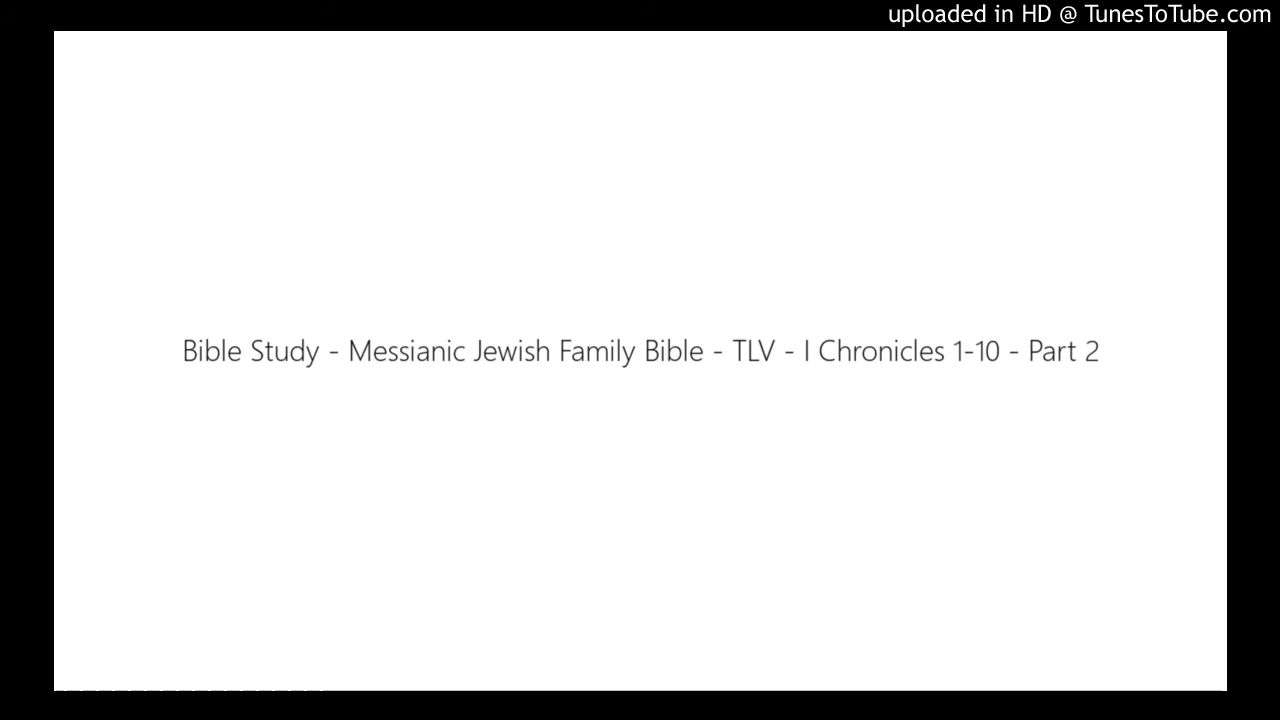 uploaded in HD @ TunesToTube.com
Bible Study - Messianic Jewish Family Bible - TLV - I Chronicles 1-10 - Part 2